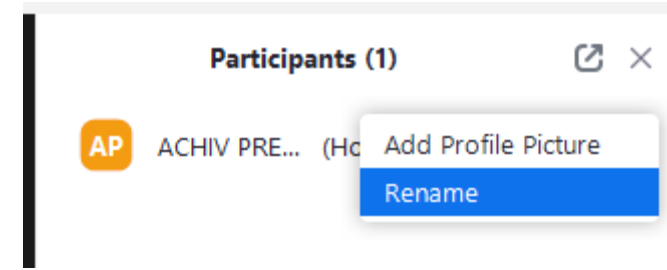 Participants (1)
AP ACHIV PRE... (Ho
Add Profile Picture
Rename